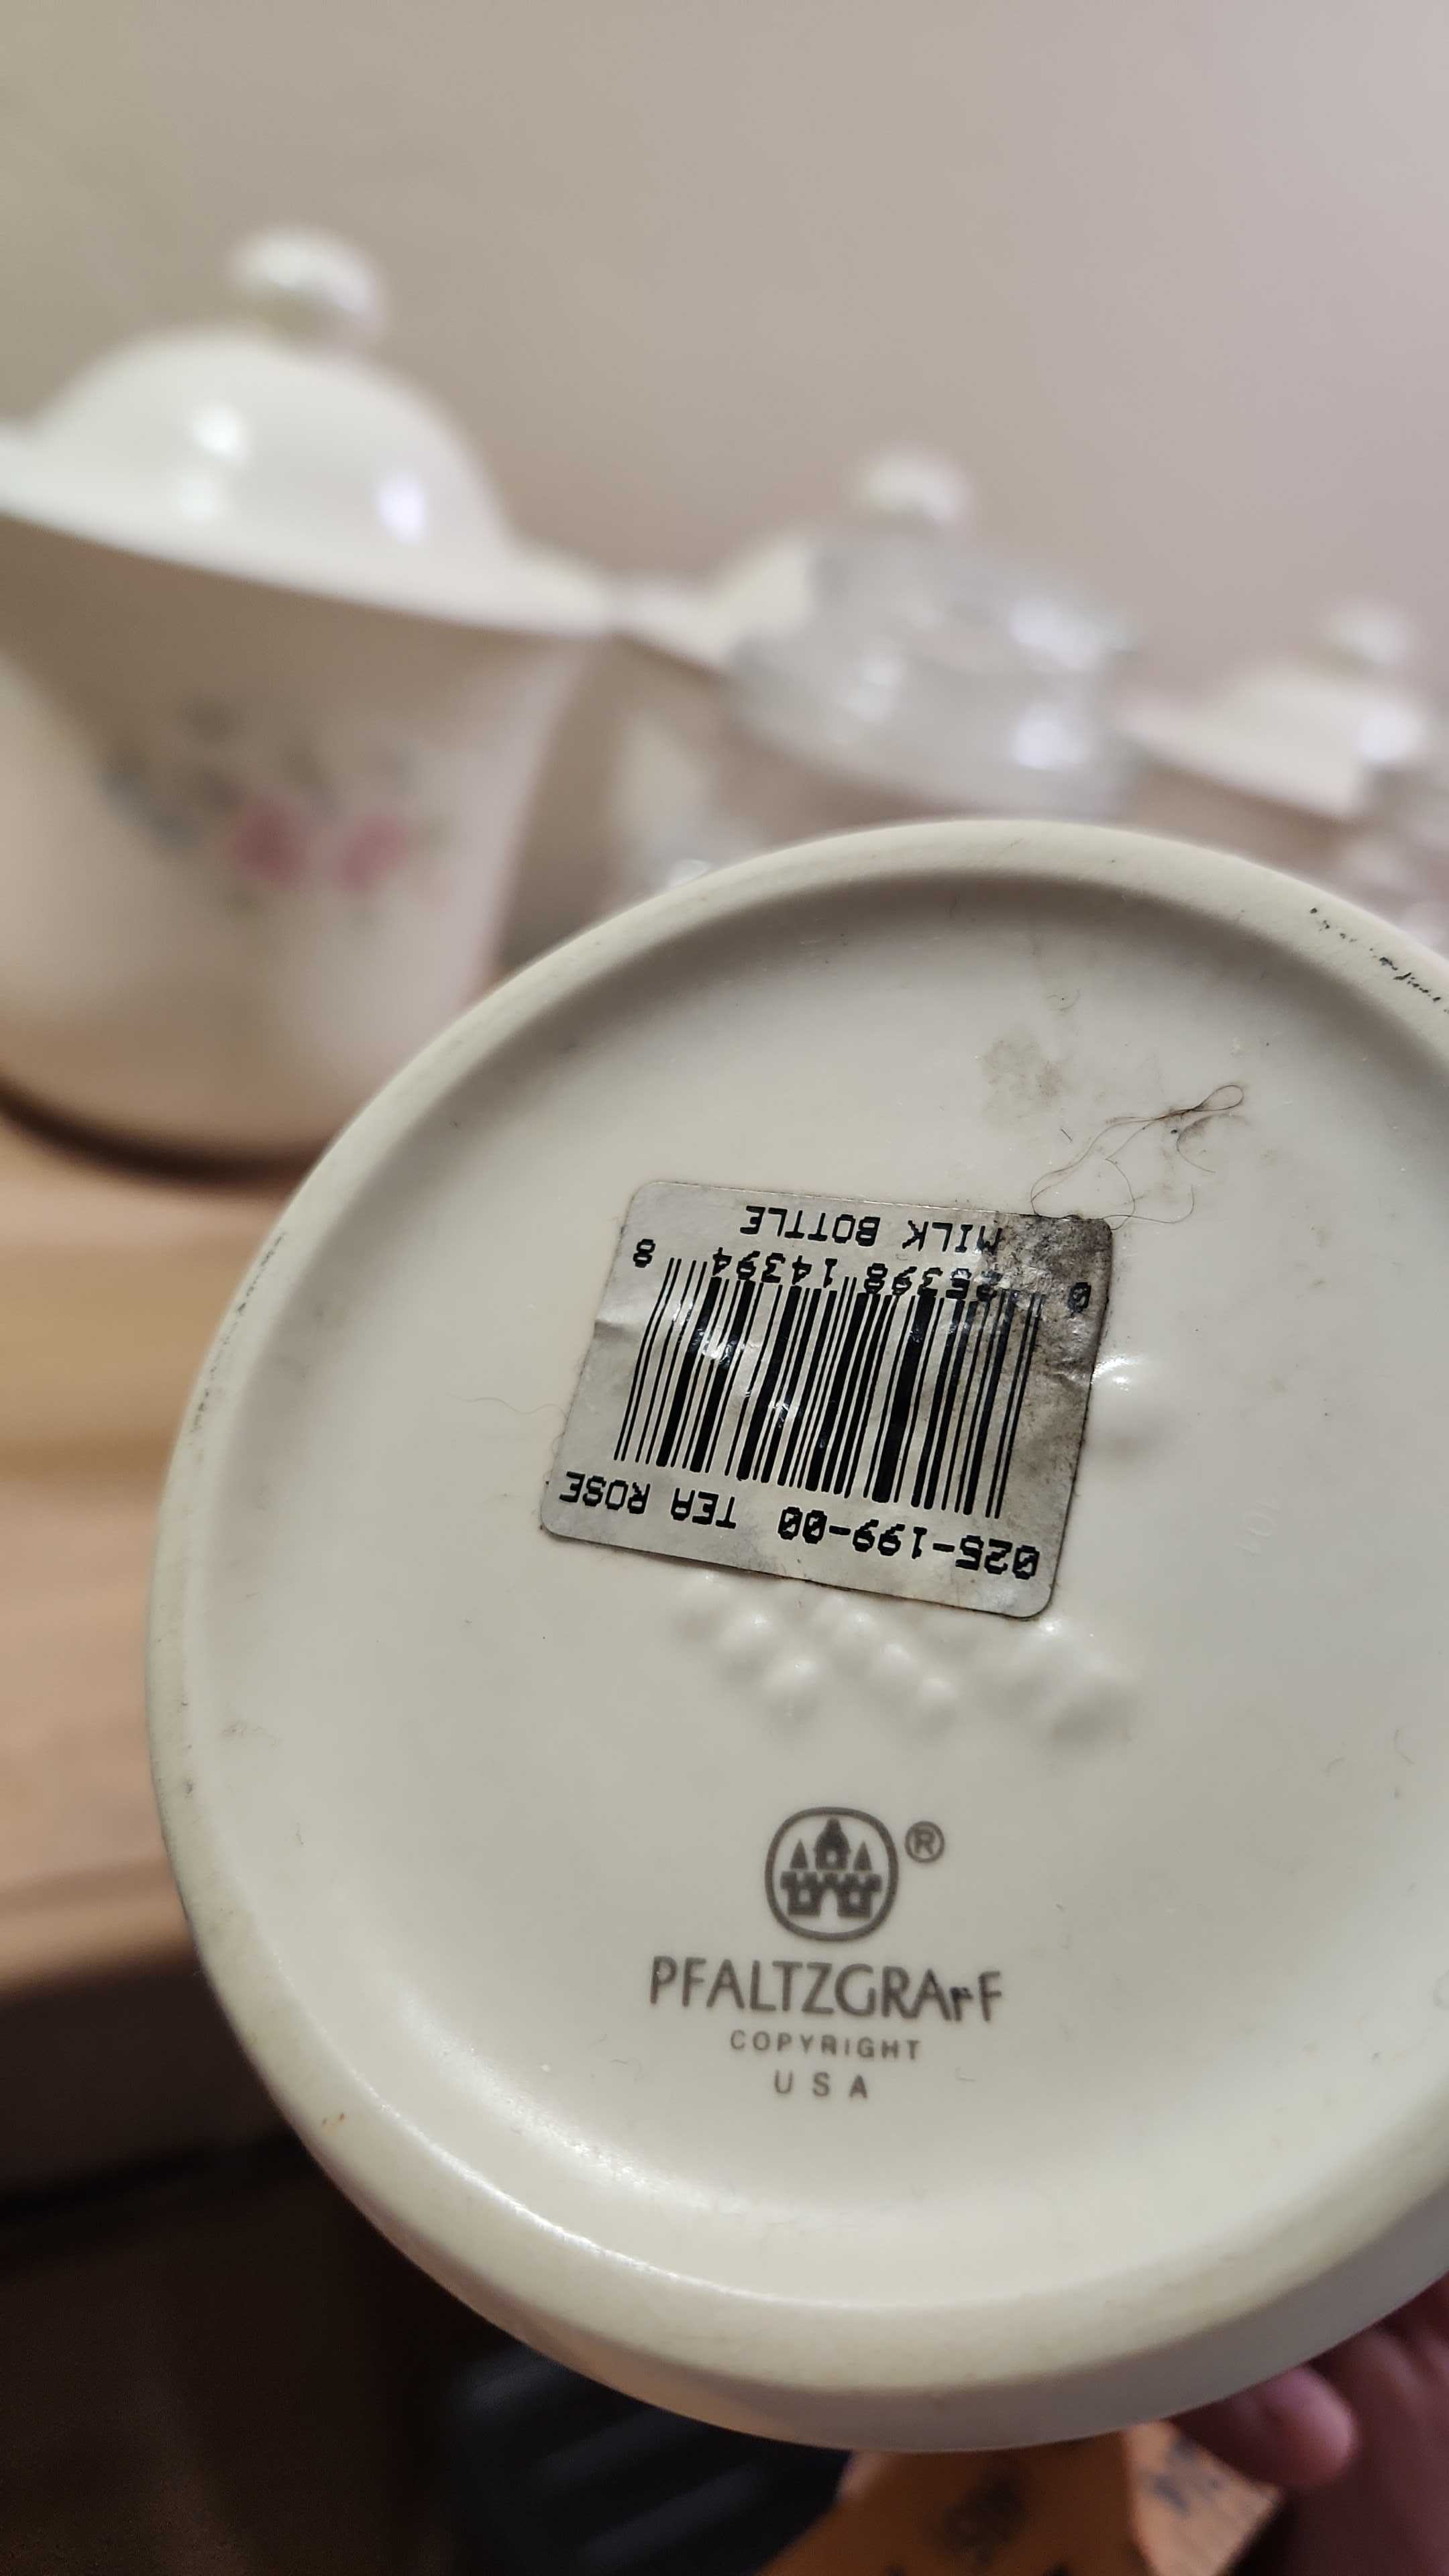 025-199-00 TEA ROSE
0 25398 14394 8
MILK BOTTLE
®
PFALTZGRAFF
COPYRIGHT
USA